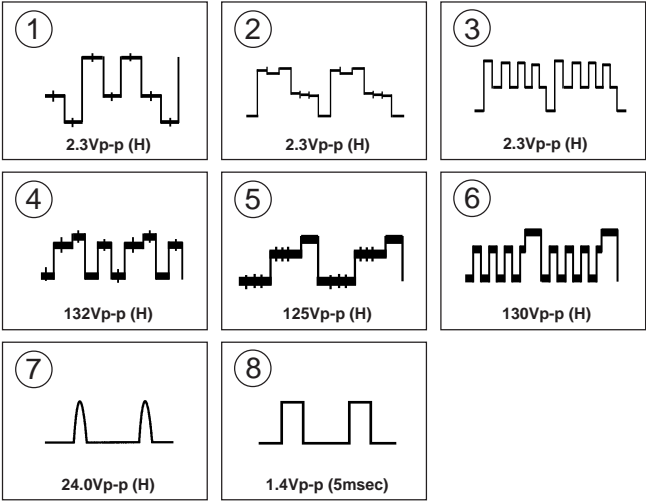 1
2.3Vp-p (H)
2
2.3Vp-p (H)
3
2.3Vp-p (H)
4
132Vp-p (H)
5
125Vp-p (H)
6
130Vp-p (H)
7
24.0Vp-p (H)
8
1.4Vp-p (5msec)